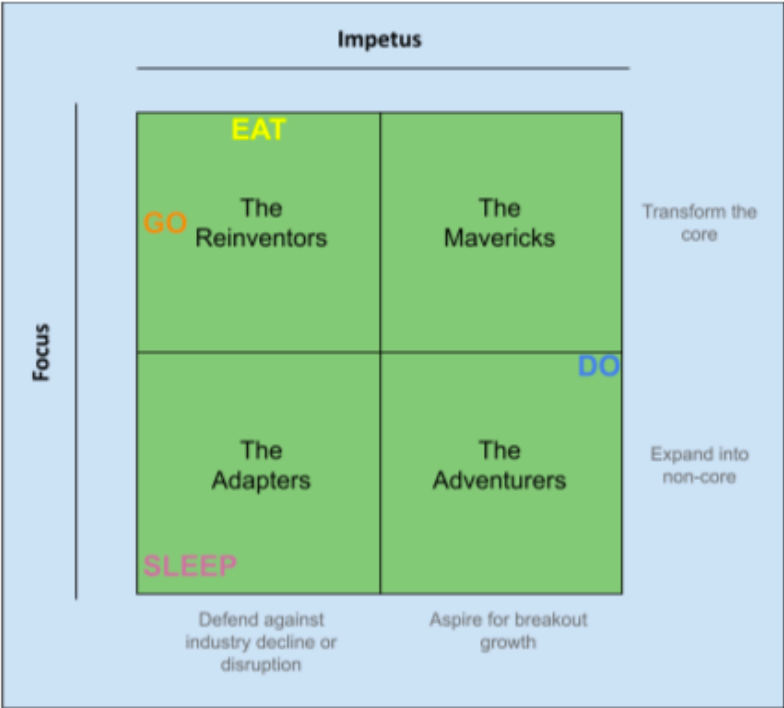 Impetus
EAT
GO
The
Reinventors
The
Mavericks
Transform the
core
Focus
DO
The
Adapters
The
Adventurers
Expand into
non-core
SLEEP
Defend against
industry decline or
disruption
Aspire for breakout
growth